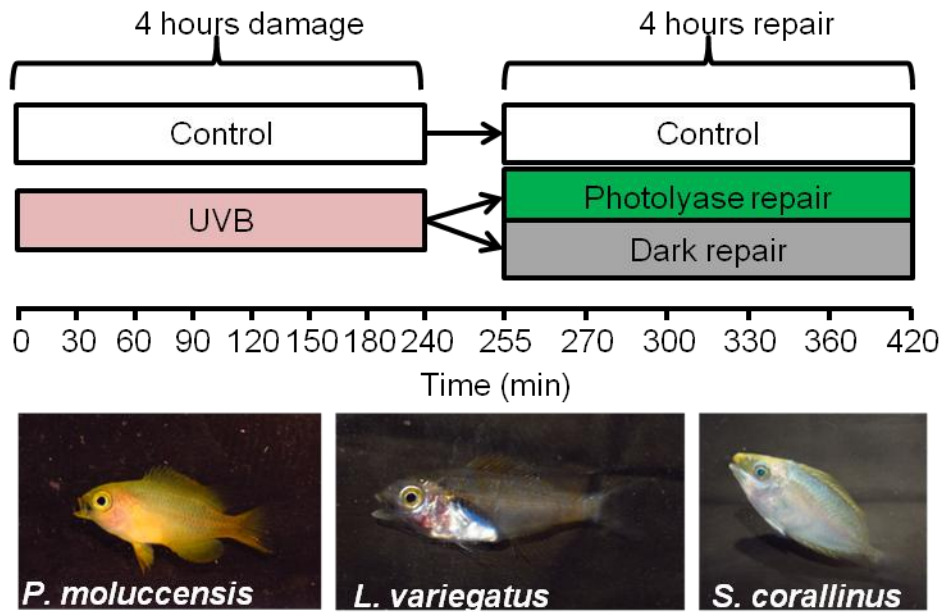 4 hours damage 4 hours repair
Control Control
Photolyase repair
UVB
Dark repair
0 30 60 90 120 150 180 240 255 270 300 330 360 420
Time (min)
P. moluccensis L. variegatus S. corallinus